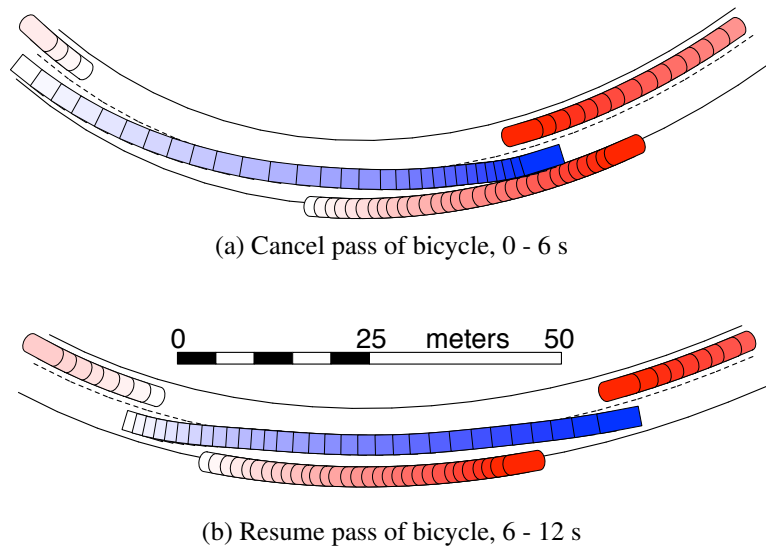 (a) Cancel pass of bicycle, 0 - 6 s
0 25 meters 50
(b) Resume pass of bicycle, 6 - 12 s